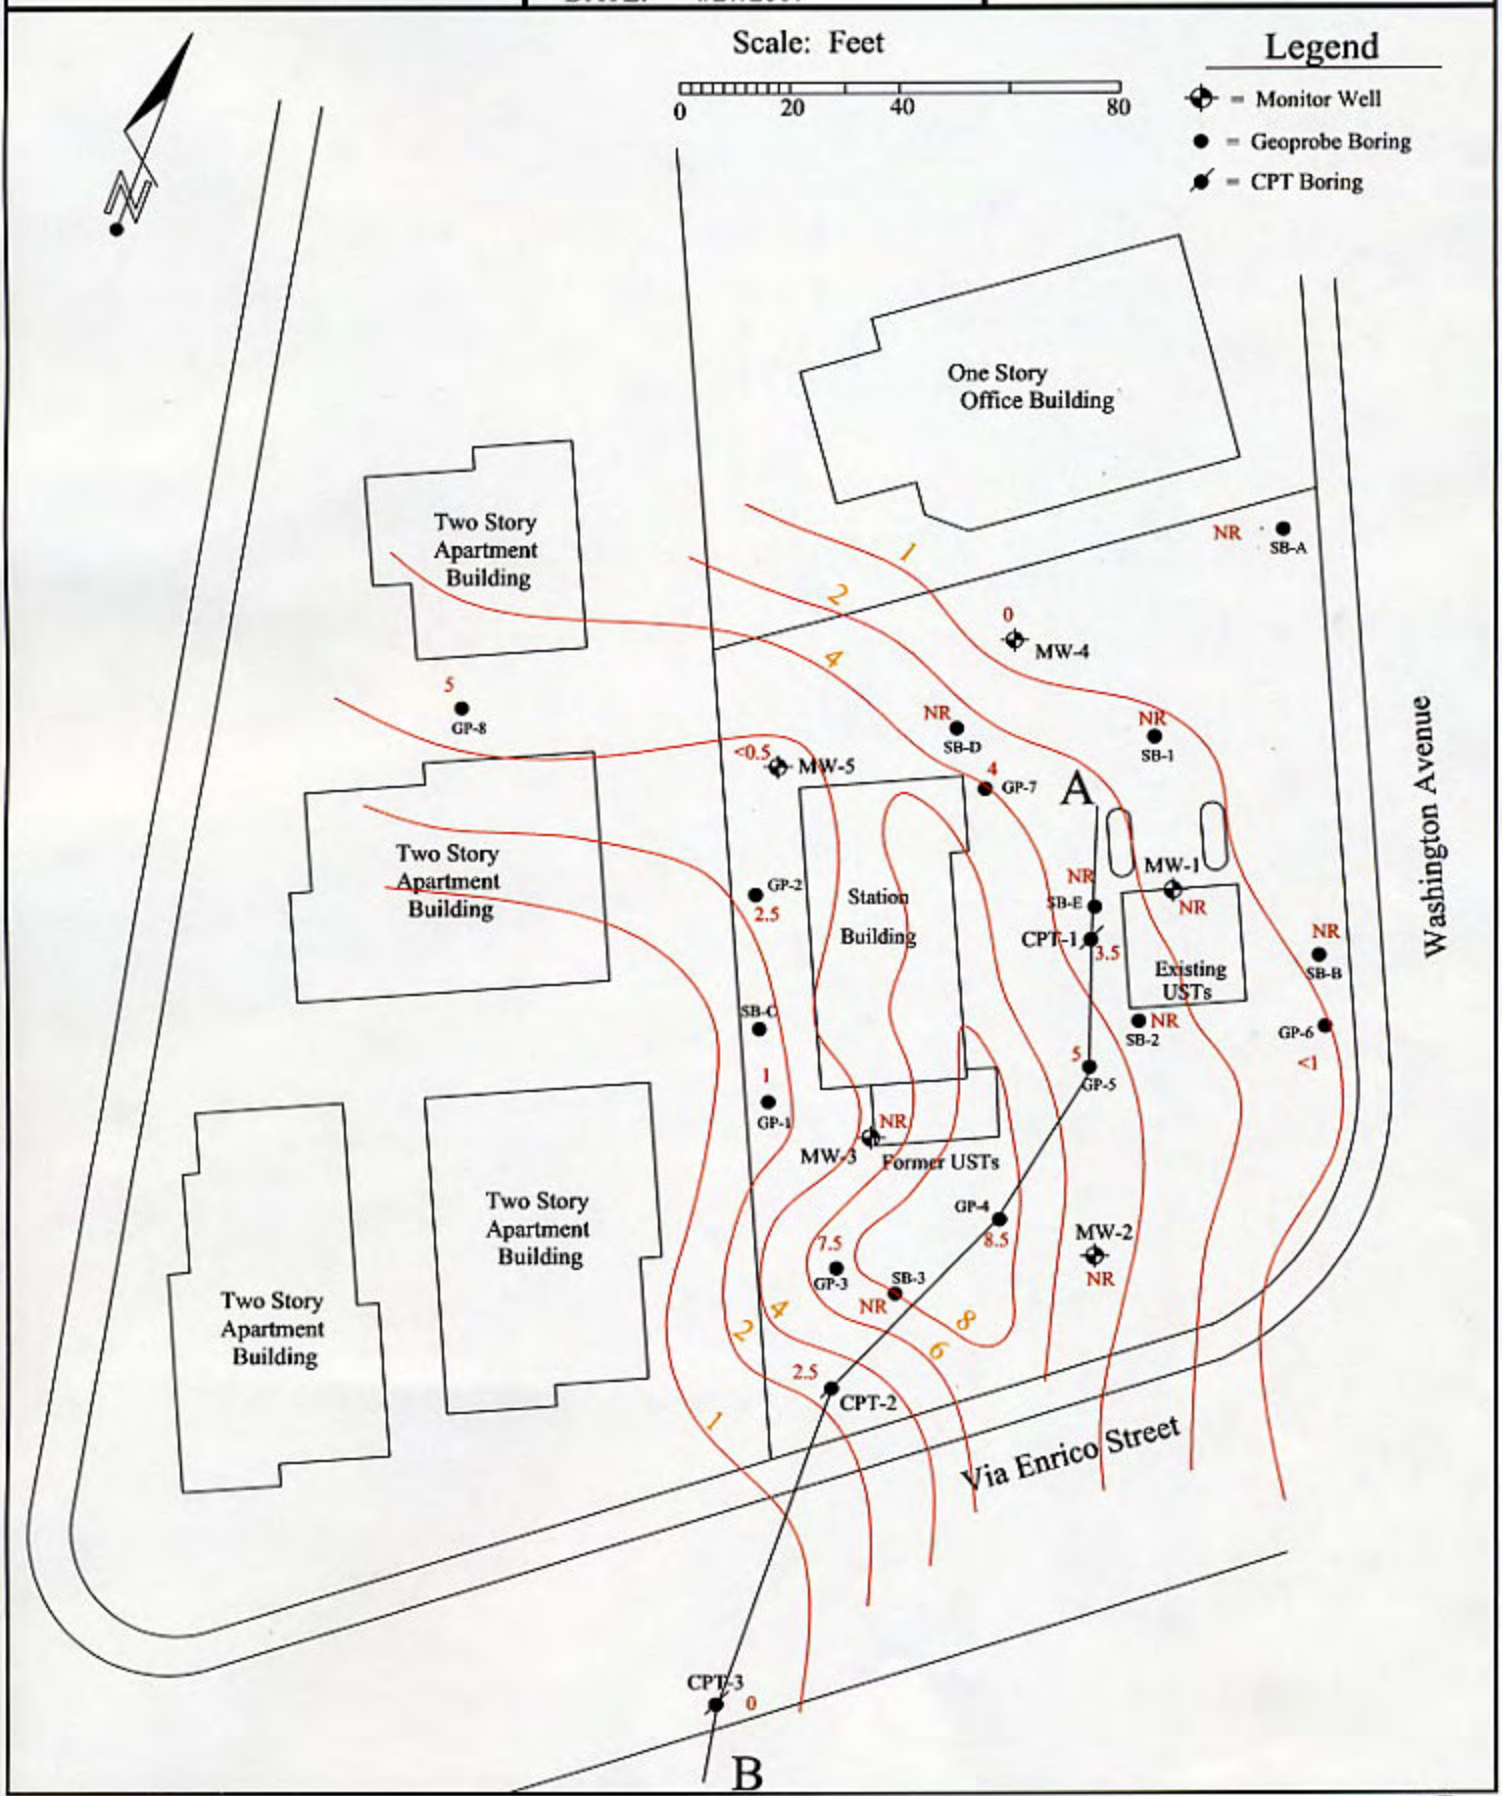 Scale: Feet
0 20 40 80
Legend
= Monitor Well
= Geoprobe Boring
= CPT Boring
N
One Story
Office Building
Two Story
Apartment
Building
1
2
4
NR
SB-A
0
MW-4
5
GP-8
NR
SB-D
NR
SB-1
<0.5
MW-5
4
GP-7
A
Washington Avenue
Two Story
Apartment
Building
GP-2
2.5
Station
Building
NR
SB-E
MW-1
NR
CPT-1
3.5
NR
SB-B
Existing
USTs
SB-C
SB-2
NR
GP-6
<1
1
GP-1
5
GP-5
NR
MW-3
Former USTs
Two Story
Apartment
Building
GP-4
8.5
MW-2
NR
7.5
GP-3
SB-3
NR
Two Story
Apartment
Building
4
2
8
6
2.5
CPT-2
1
Via Enrico Street
CPT-3
0
B